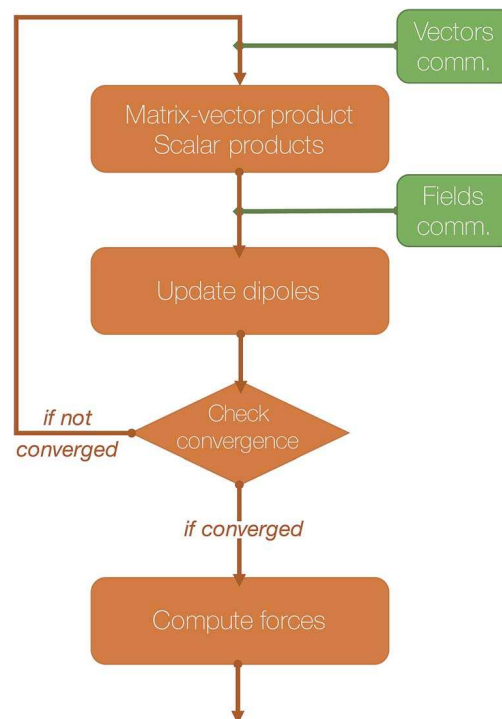 Vectors
comm.
Matrix-vector product
Scalar products
Fields
comm.
Update dipoles
Check
convergence
if not
converged
if converged
Compute forces